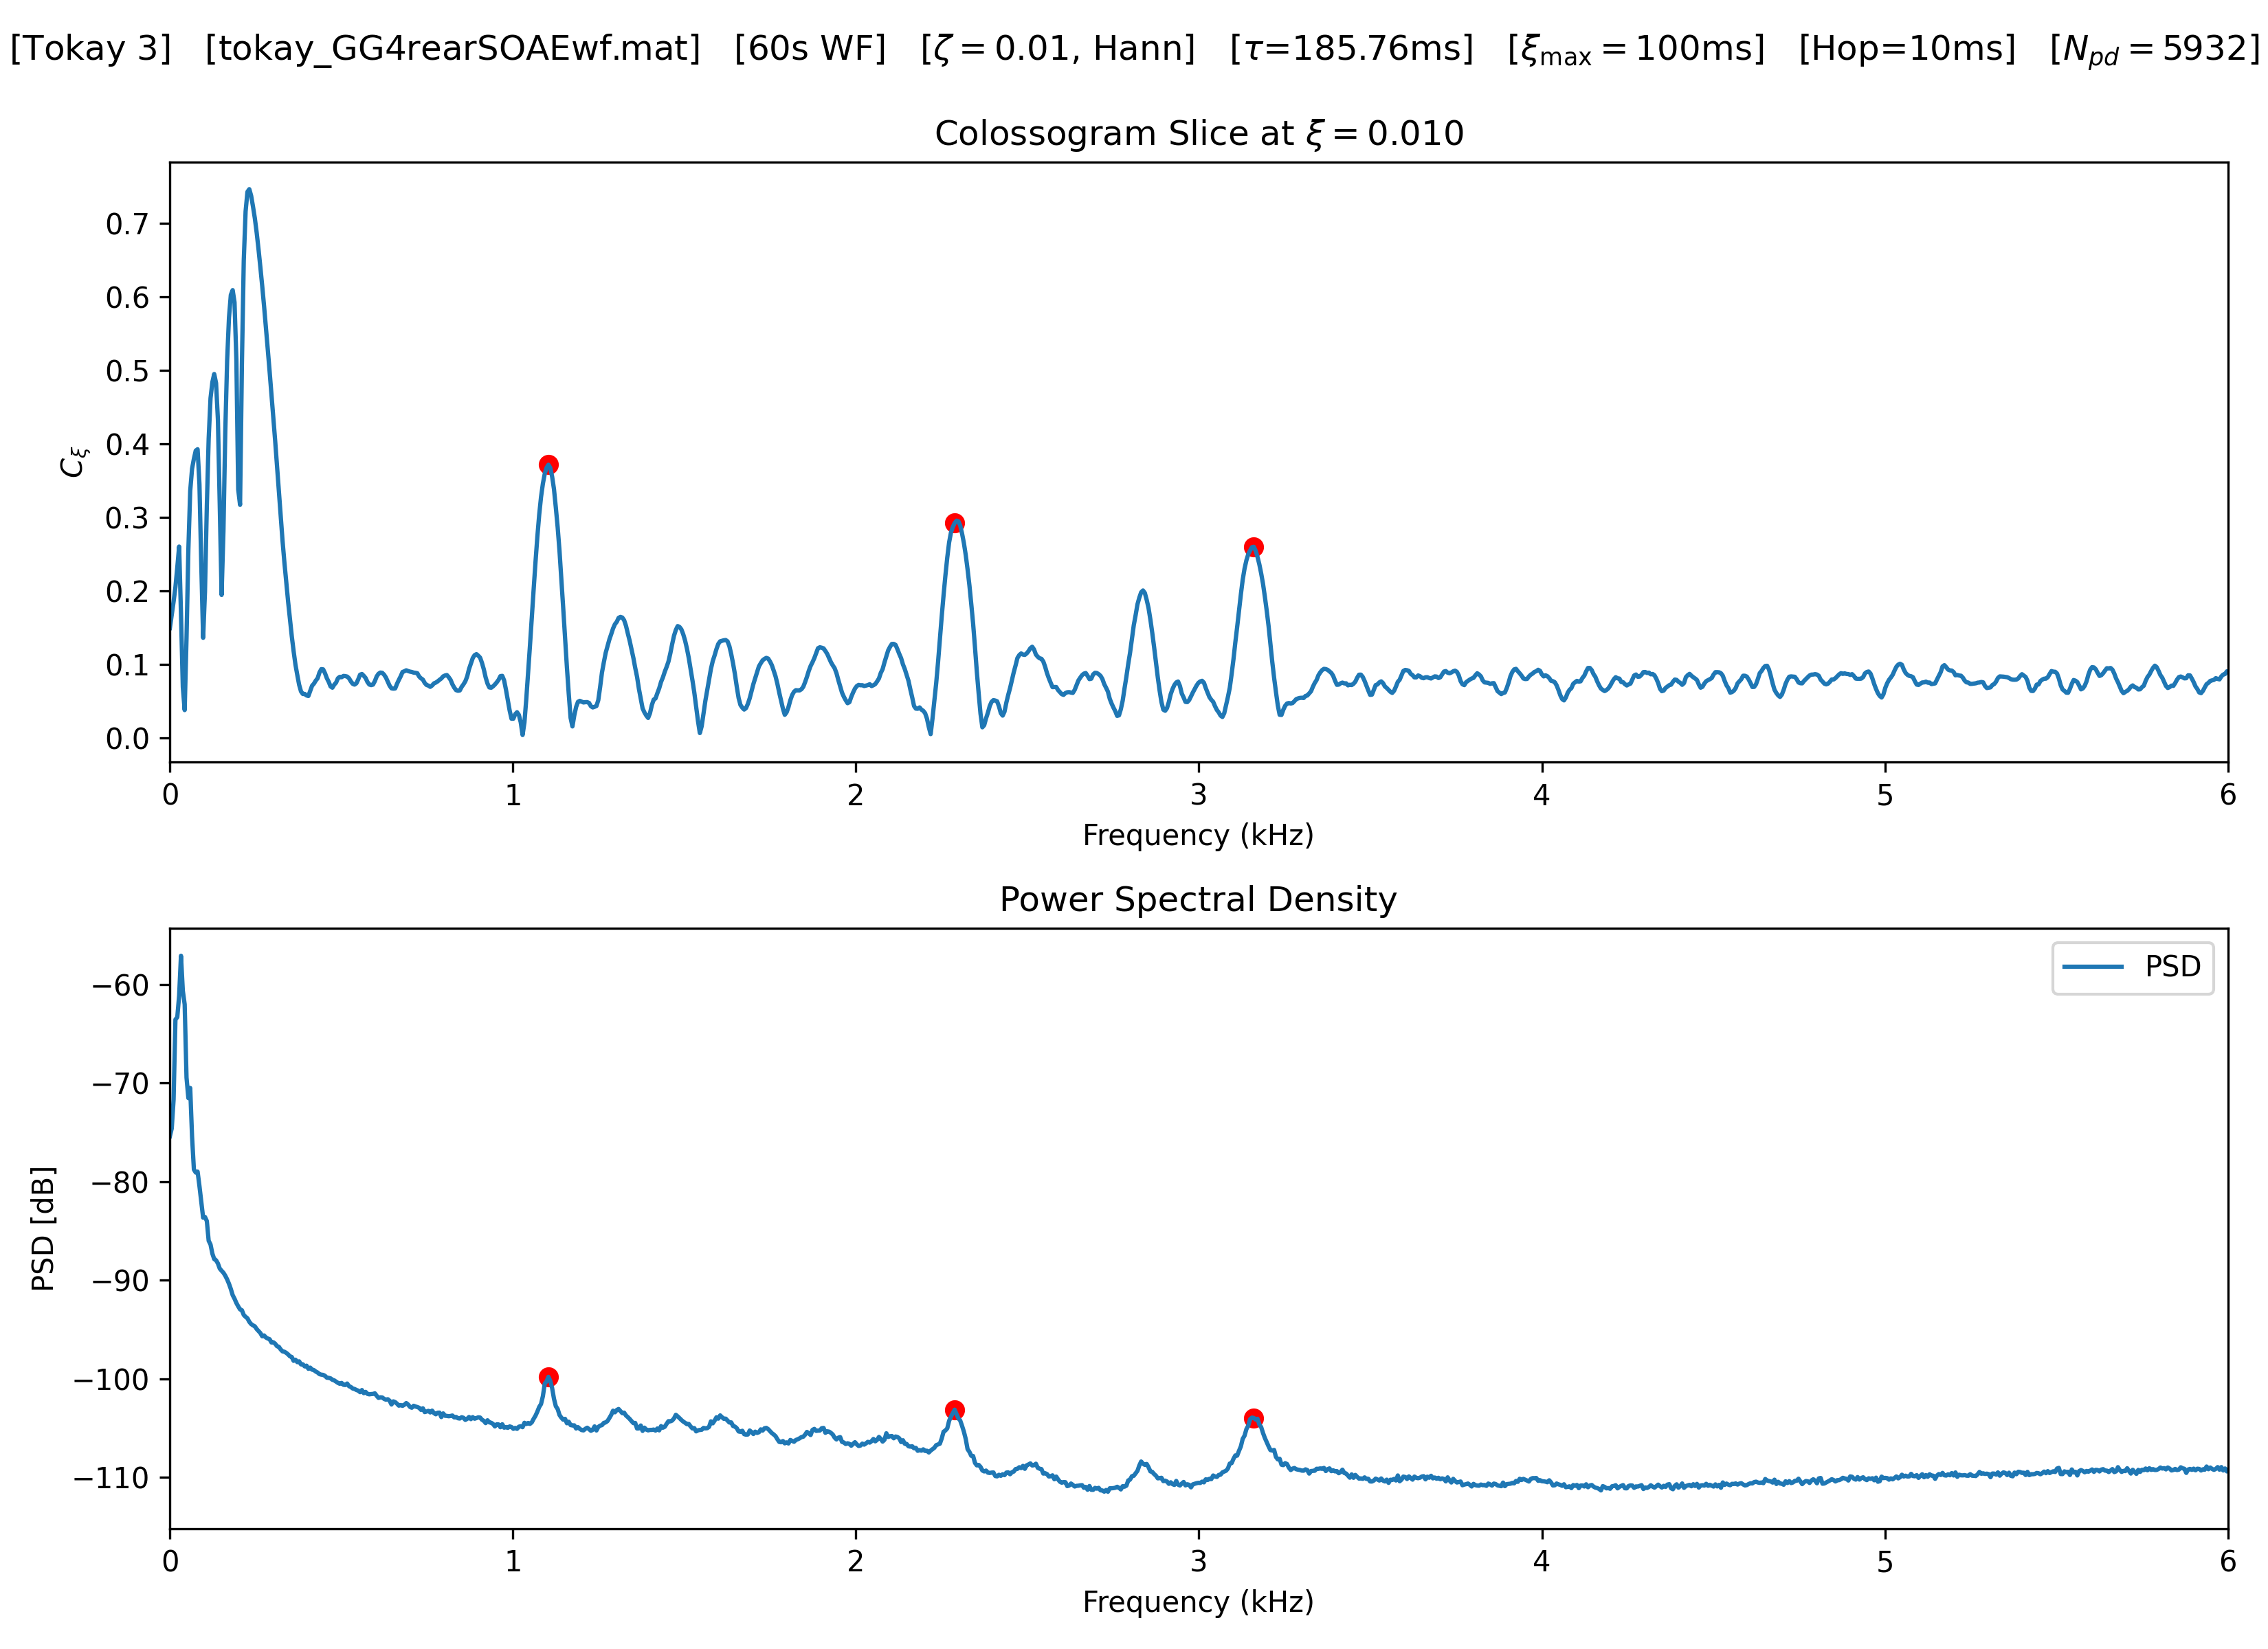 [Tokay 3] [tokay_GG4rearSOAEwf.mat] [60s WF] [ζ = 0.01, Hann] [τ=185.76ms] [ξmax = 100ms] [Hop=10ms] [Npd = 5932]
Colossogram Slice at ξ = 0.010
Cξ
0.7
0.6
0.5
0.4
0.3
0.2
0.1
0.0
0 1 2 3 4 5 6
Frequency (kHz)
Power Spectral Density
PSD
PSD [dB]
−60
−70
−80
−90
−100
−110
0 1 2 3 4 5 6
Frequency (kHz)